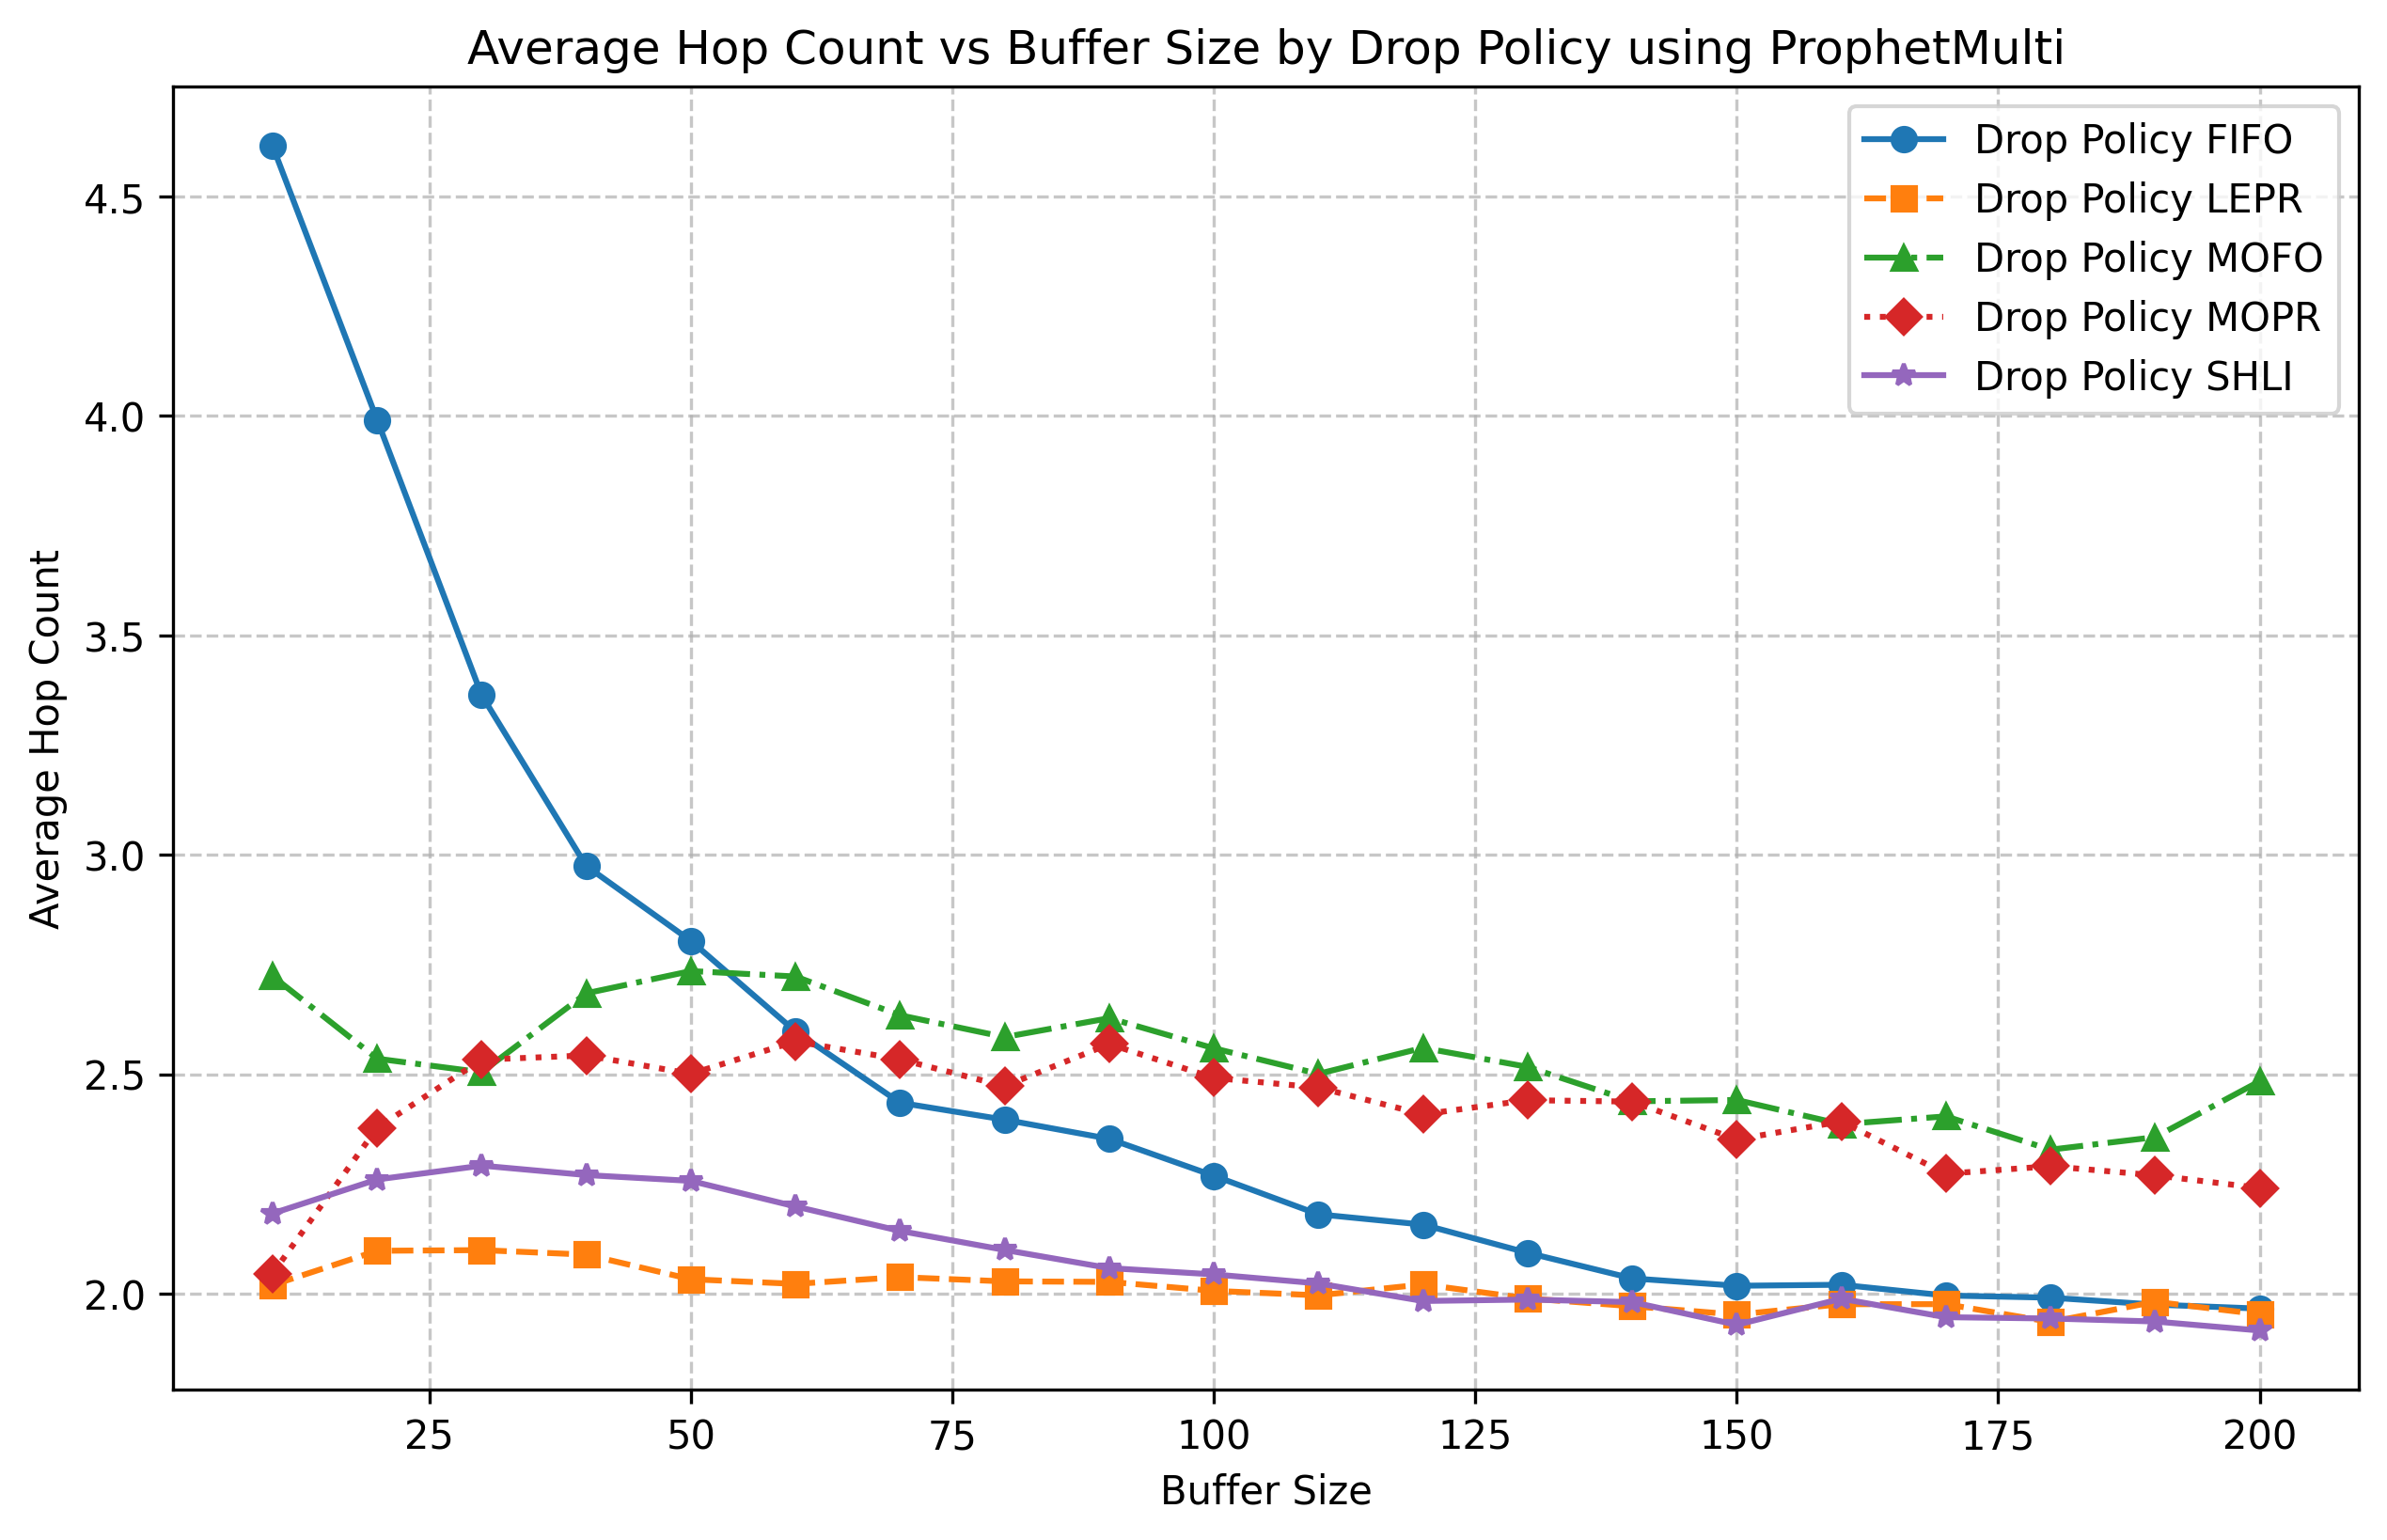 Average Hop Count vs Buffer Size by Drop Policy using ProphetMulti
Drop Policy FIFO
Drop Policy LEPR
Drop Policy MOFO
Drop Policy MOPR
Drop Policy SHLI
4.5
4.0
3.5
3.0
2.5
2.0
Average Hop Count
25 50 75 100 125 150 175 200
Buffer Size